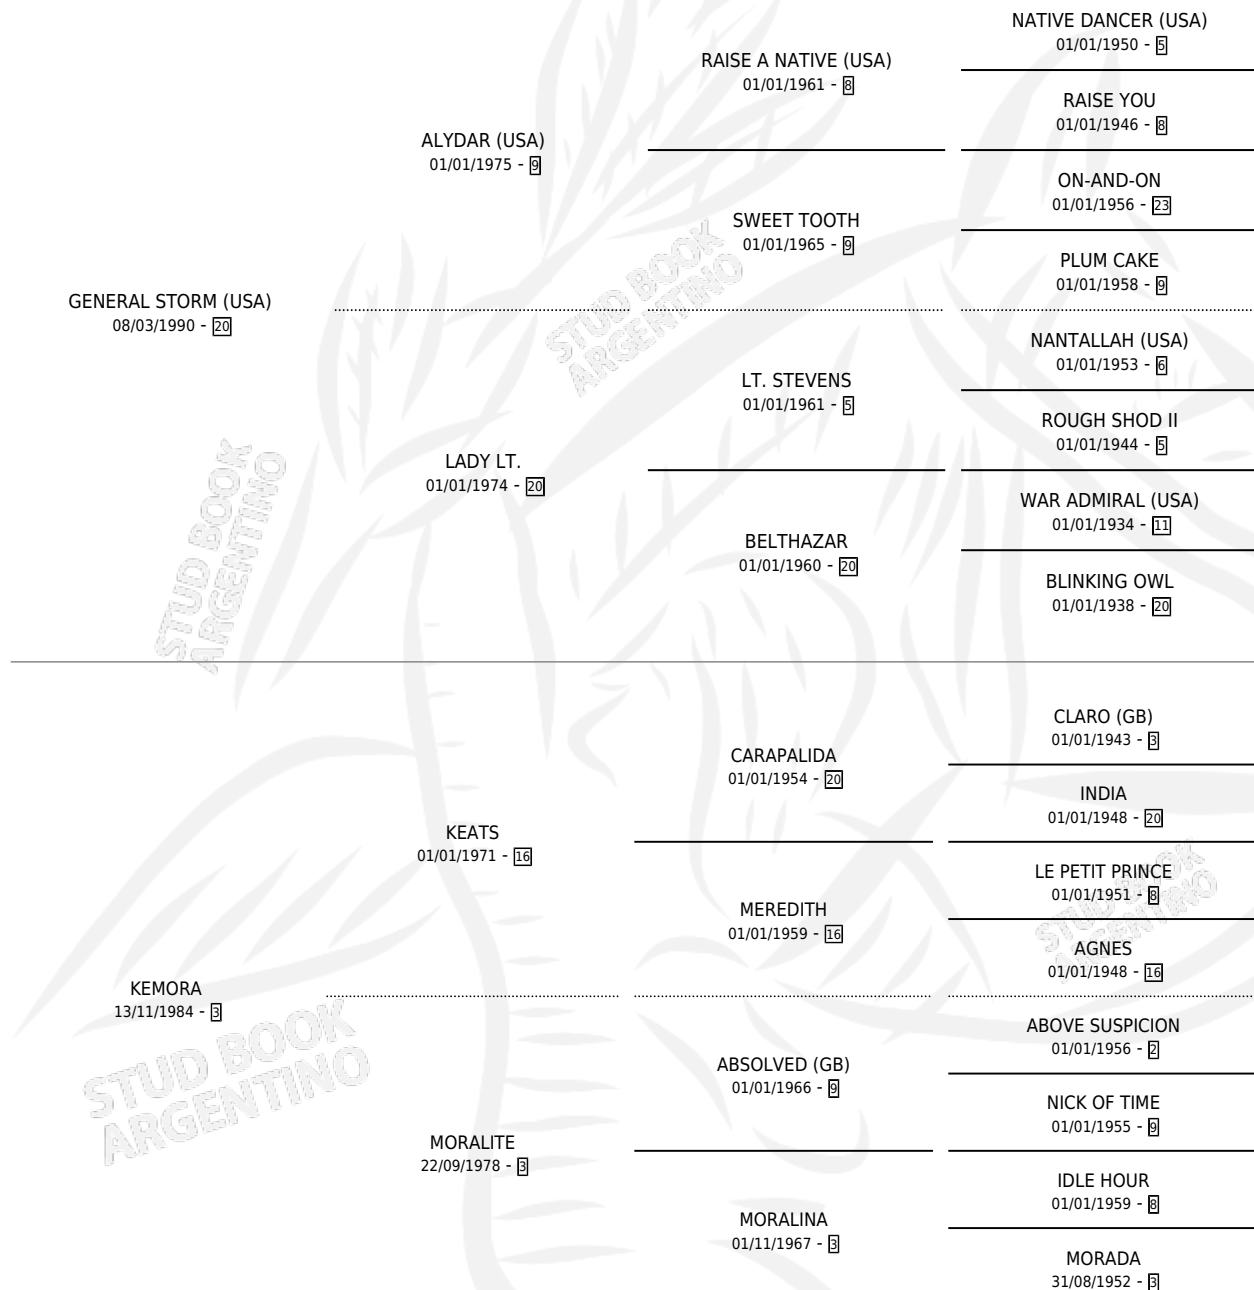 NATIVE DANCER (USA)
01/01/1950 - 5
RAISE A NATIVE (USA)
01/01/1961 - 8
RAISE YOU
01/01/1946 - 8
ALYDAR (USA)
01/01/1975 - 9
ON-AND-ON
01/01/1956 - 23
SWEET TOOTH
01/01/1965 - 9
PLUM CAKE
01/01/1958 - 9
GENERAL STORM (USA)
08/03/1990 - 20
NANTALLAH (USA)
01/01/1953 - 6
LT. STEVENS
01/01/1961 - 5
ROUGH SHOD II
01/01/1944 - 5
LADY LT.
01/01/1974 - 20
WAR ADMIRAL (USA)
01/01/1934 - 11
BELTHAZAR
01/01/1960 - 20
BLINKING OWL
01/01/1938 - 20
CLARO (GB)
01/01/1943 - 3
CARAPALIDA
01/01/1954 - 20
INDIA
01/01/1948 - 20
KEATS
01/01/1971 - 16
LE PETIT PRINCE
01/01/1951 - 8
MEREDITH
01/01/1959 - 16
AGNES
01/01/1948 - 16
KEMORA
13/11/1984 - 3
ABOVE SUSPICION
01/01/1956 - 2
ABSOLVED (GB)
01/01/1966 - 9
NICK OF TIME
01/01/1955 - 9
MORALITE
22/09/1978 - 3
IDLE HOUR
01/01/1959 - 8
MORALINA
01/11/1967 - 3
MORADA
31/08/1952 - 3
STUD BOOK
ARGENTINO
STUD BOOK
ARGENTINO
STUD BOOK
ARGENTINO
STUD BOOK
ARGENTINO